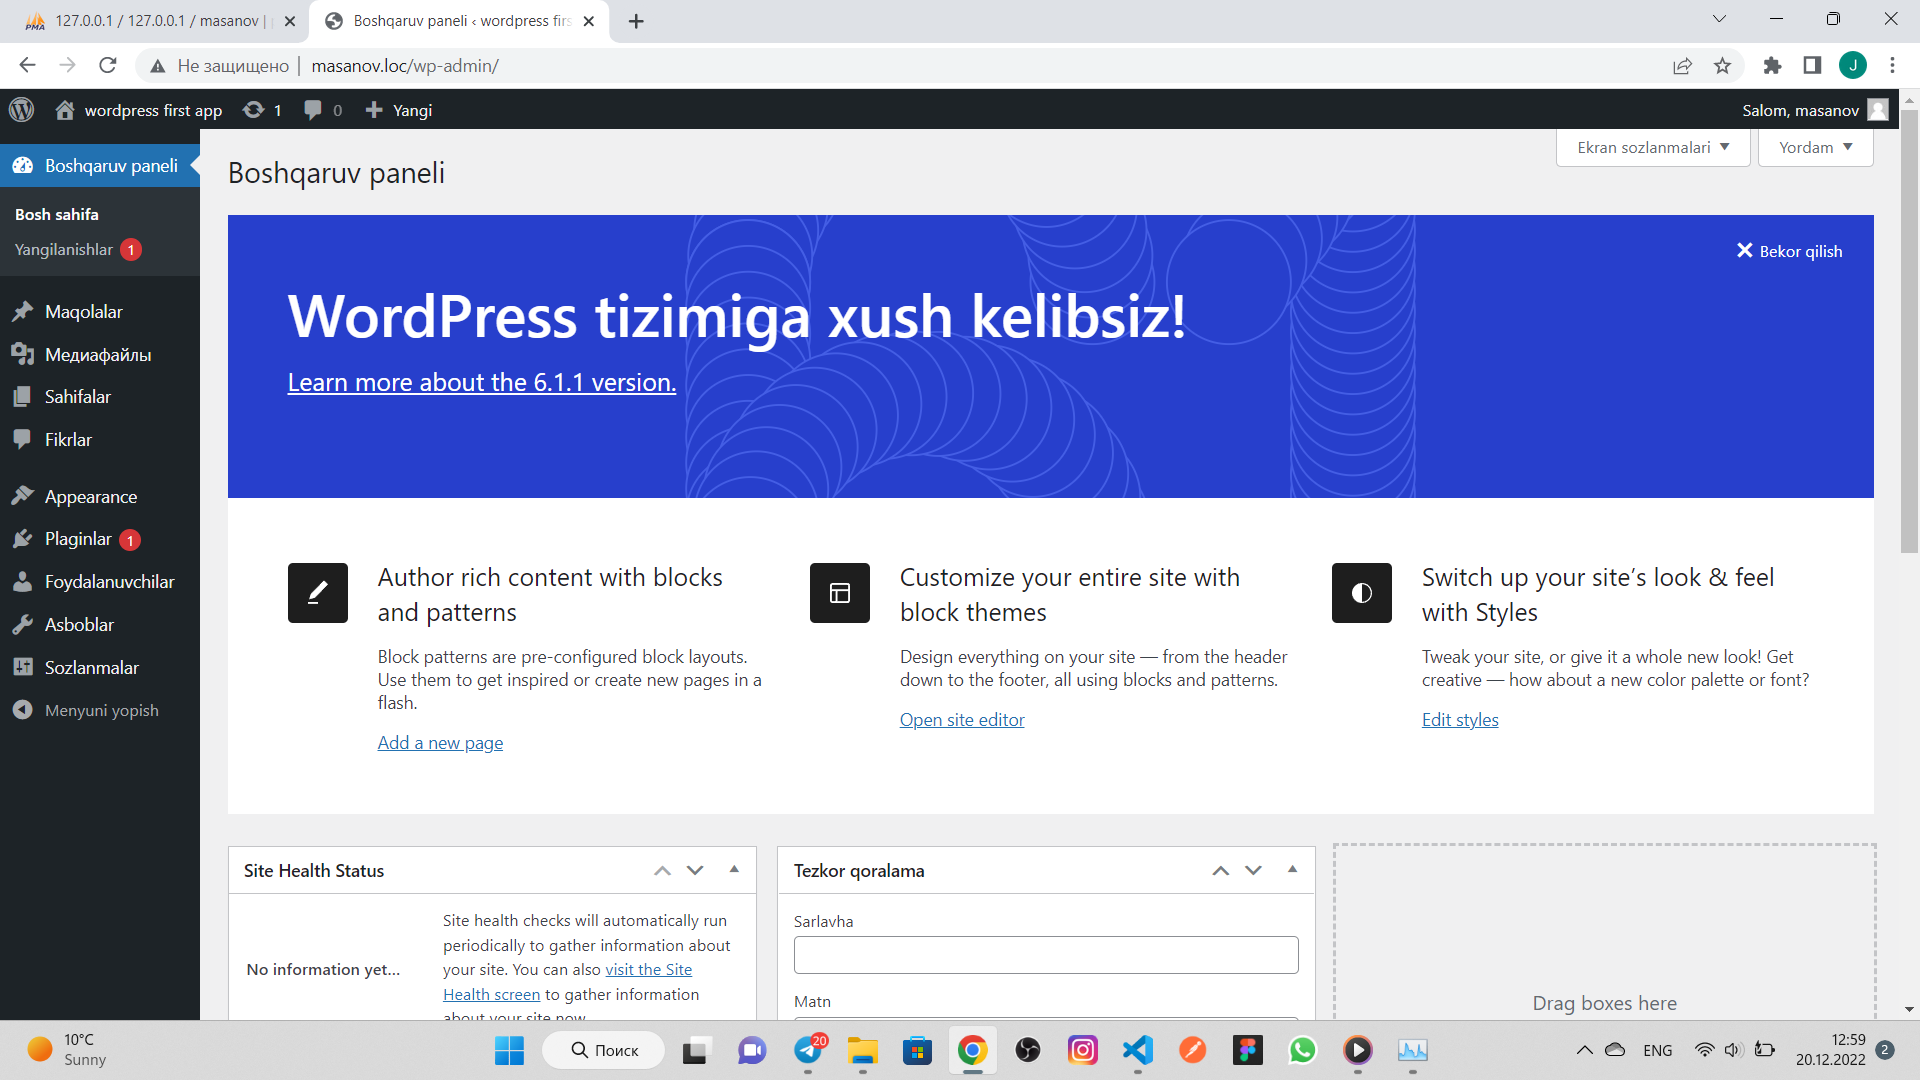 127.0.0.1 / 127.0.0.1 / masanov |
Boshqaruv paneli ‹ wordpress firs
Не защищено | masanov.loc/wp-admin/
J
wordpress first app
1
0
Yangi
Salom, masanov
Boshqaruv paneli
Bosh sahifa
Yangilanishlar 1
Maqolalar
Медиафайлы
Sahifalar
Fikrlar
Appearance
Plaginlar 1
Foydalanuvchilar
Asboblar
Sozlanmalar
Menyuni yopish
Ekran sozlanmalari
Yordam
Boshqaruv paneli
Bekor qilish
WordPress tizimiga xush kelibsiz!
Learn more about the 6.1.1 version.
Author rich content with blocks
and patterns
Block patterns are pre-configured block layouts.
Use them to get inspired or create new pages in a
flash.
Add a new page
Customize your entire site with
block themes
Design everything on your site — from the header
down to the footer, all using blocks and patterns.
Open site editor
Switch up your site’s look & feel
with Styles
Tweak your site, or give it a whole new look! Get
creative — how about a new color palette or font?
Edit styles
Site Health Status
No information yet...
Site health checks will automatically run
periodically to gather information about
your site. You can also visit the Site
Health screen to gather information
about your site now.
Tezkor qoralama
Sarlavha
Matn
Drag boxes here
10°C
Sunny
Поиск
20
ENG
12:59
20.12.2022
2